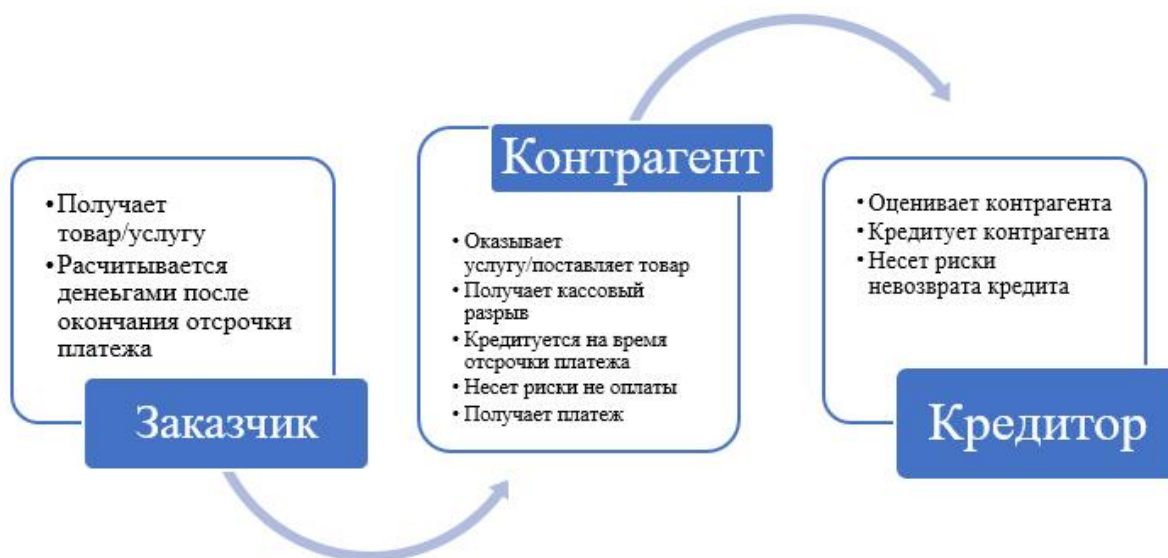 •Получает
товар/услугу
•Расчитывается
денеьгами после
окончания отсрочки
платежа
Заказчик
Контрагент
• Оказывает
услугу/поставляет товар
• Получает кассовый
разрыв
• Кредитуется на время
отсрочки платежа
• Несет риски не оплаты
• Получает платеж
• Оценивает контрагента
• Кредитует контрагента
• Несет риски
невозврата кредита
Кредитор